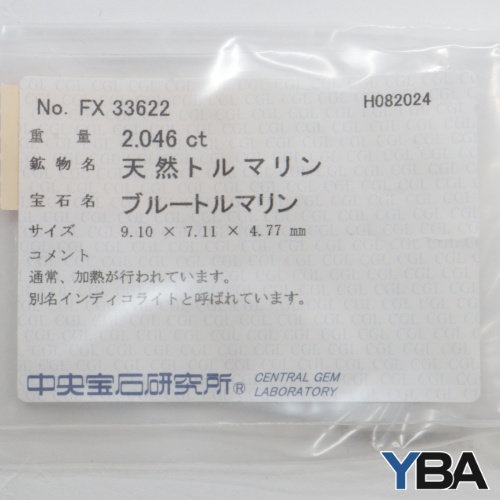 No. FX 33622 H082024
重量 2.046 ct
鉱物名 天然トルマリン
宝石名 ブルートルマリン
サイズ 9.10 × 7.11 × 4.77 mm
コメント
通常、加熱が行われています。
別名インディコライトと呼ばれています。
中央宝石研究所® CENTRAL GEM
LABORATORY
YBA